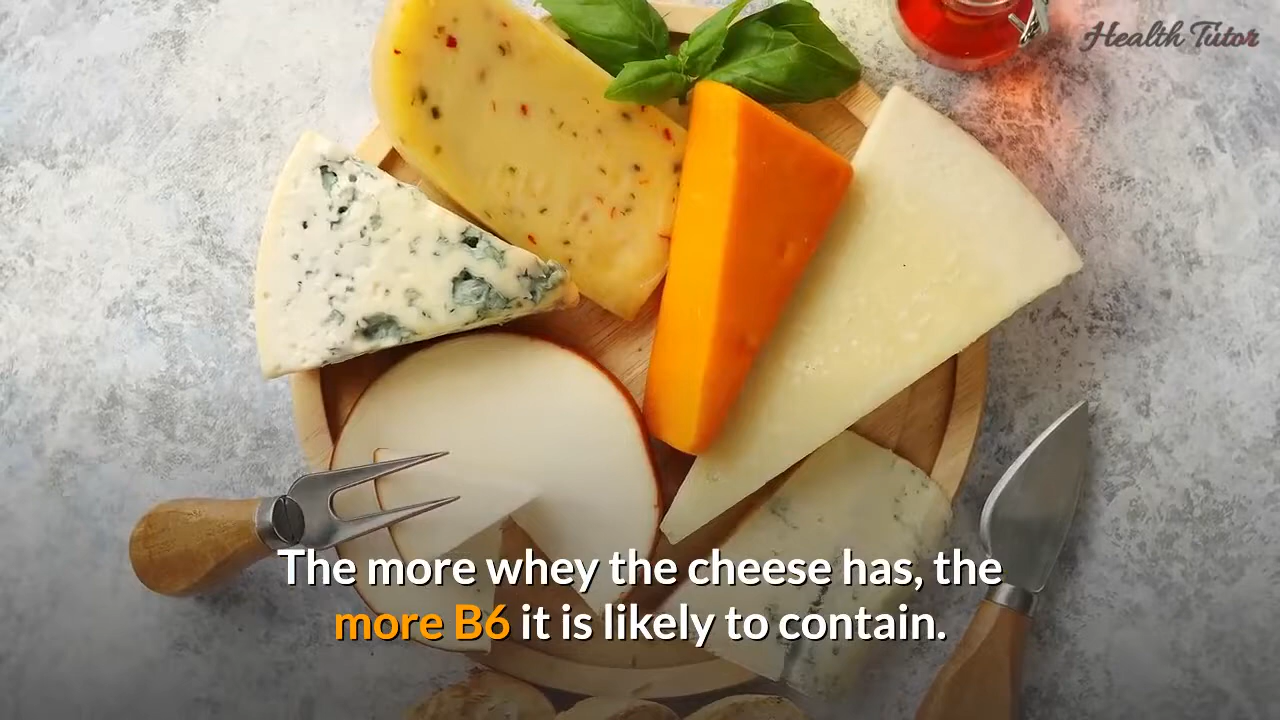 Health Tutor
The more whey the cheese has, the
more B6 it is likely to contain.